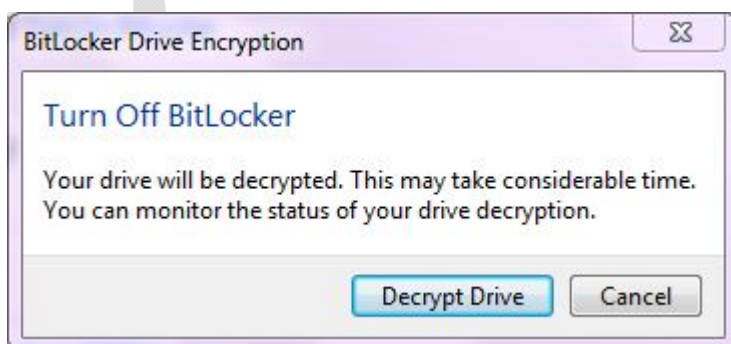 BitLocker Drive Encryption
Turn Off BitLocker
Your drive will be decrypted. This may take considerable time.
You can monitor the status of your drive decryption.
Decrypt Drive Cancel